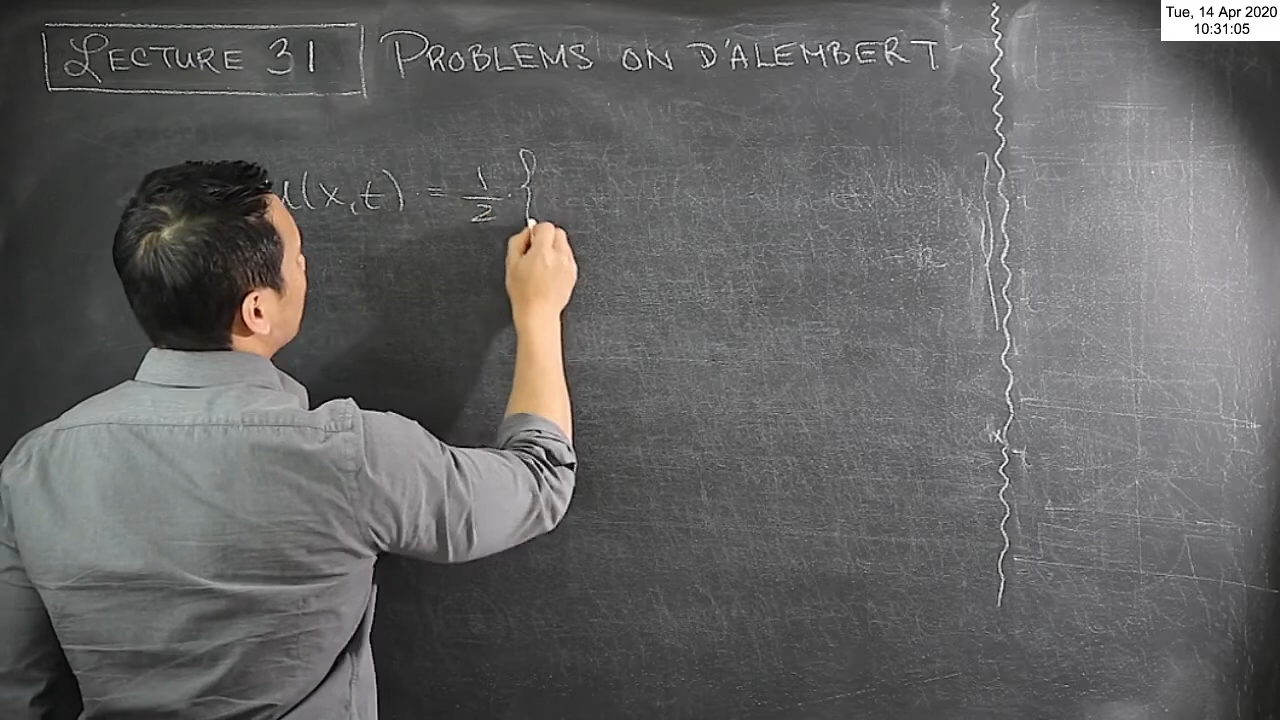 Tue, 14 Apr 2020
10:31:05
LECTURE 31 PROBLEMS ON D'ALEMBERT
u(x,t) = 1/2 {